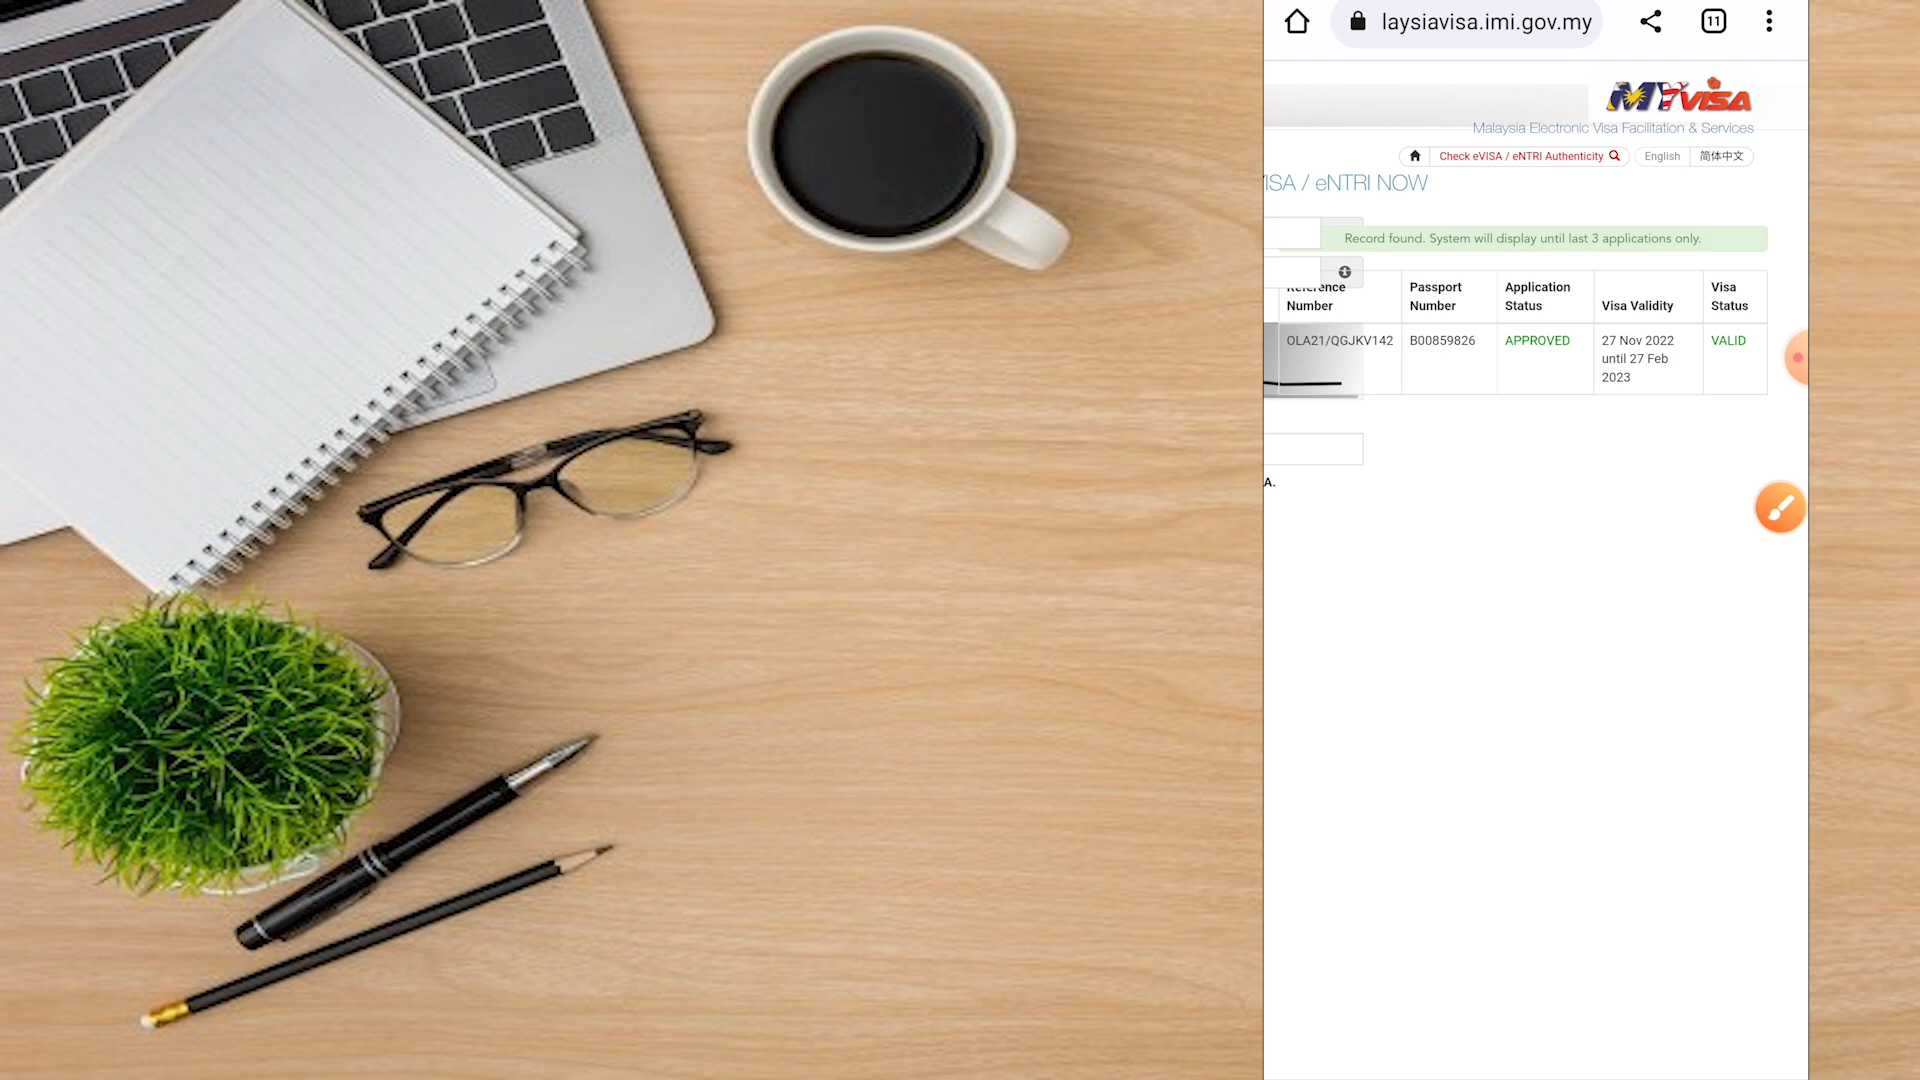 laysiavisa.imi.gov.my
11
MYVISA
Malaysia Electronic Visa Facilitation & Services
Check eVISA / eNTRI Authenticity
English
简体中文
ISA / eNTRI NOW
Record found. System will display until last 3 applications only.
Reference Number
Passport Number
Application Status
Visa Validity
Visa Status
OLA21/QGJKV142
B00859826
APPROVED
27 Nov 2022
until 27 Feb
2023
VALID
A.